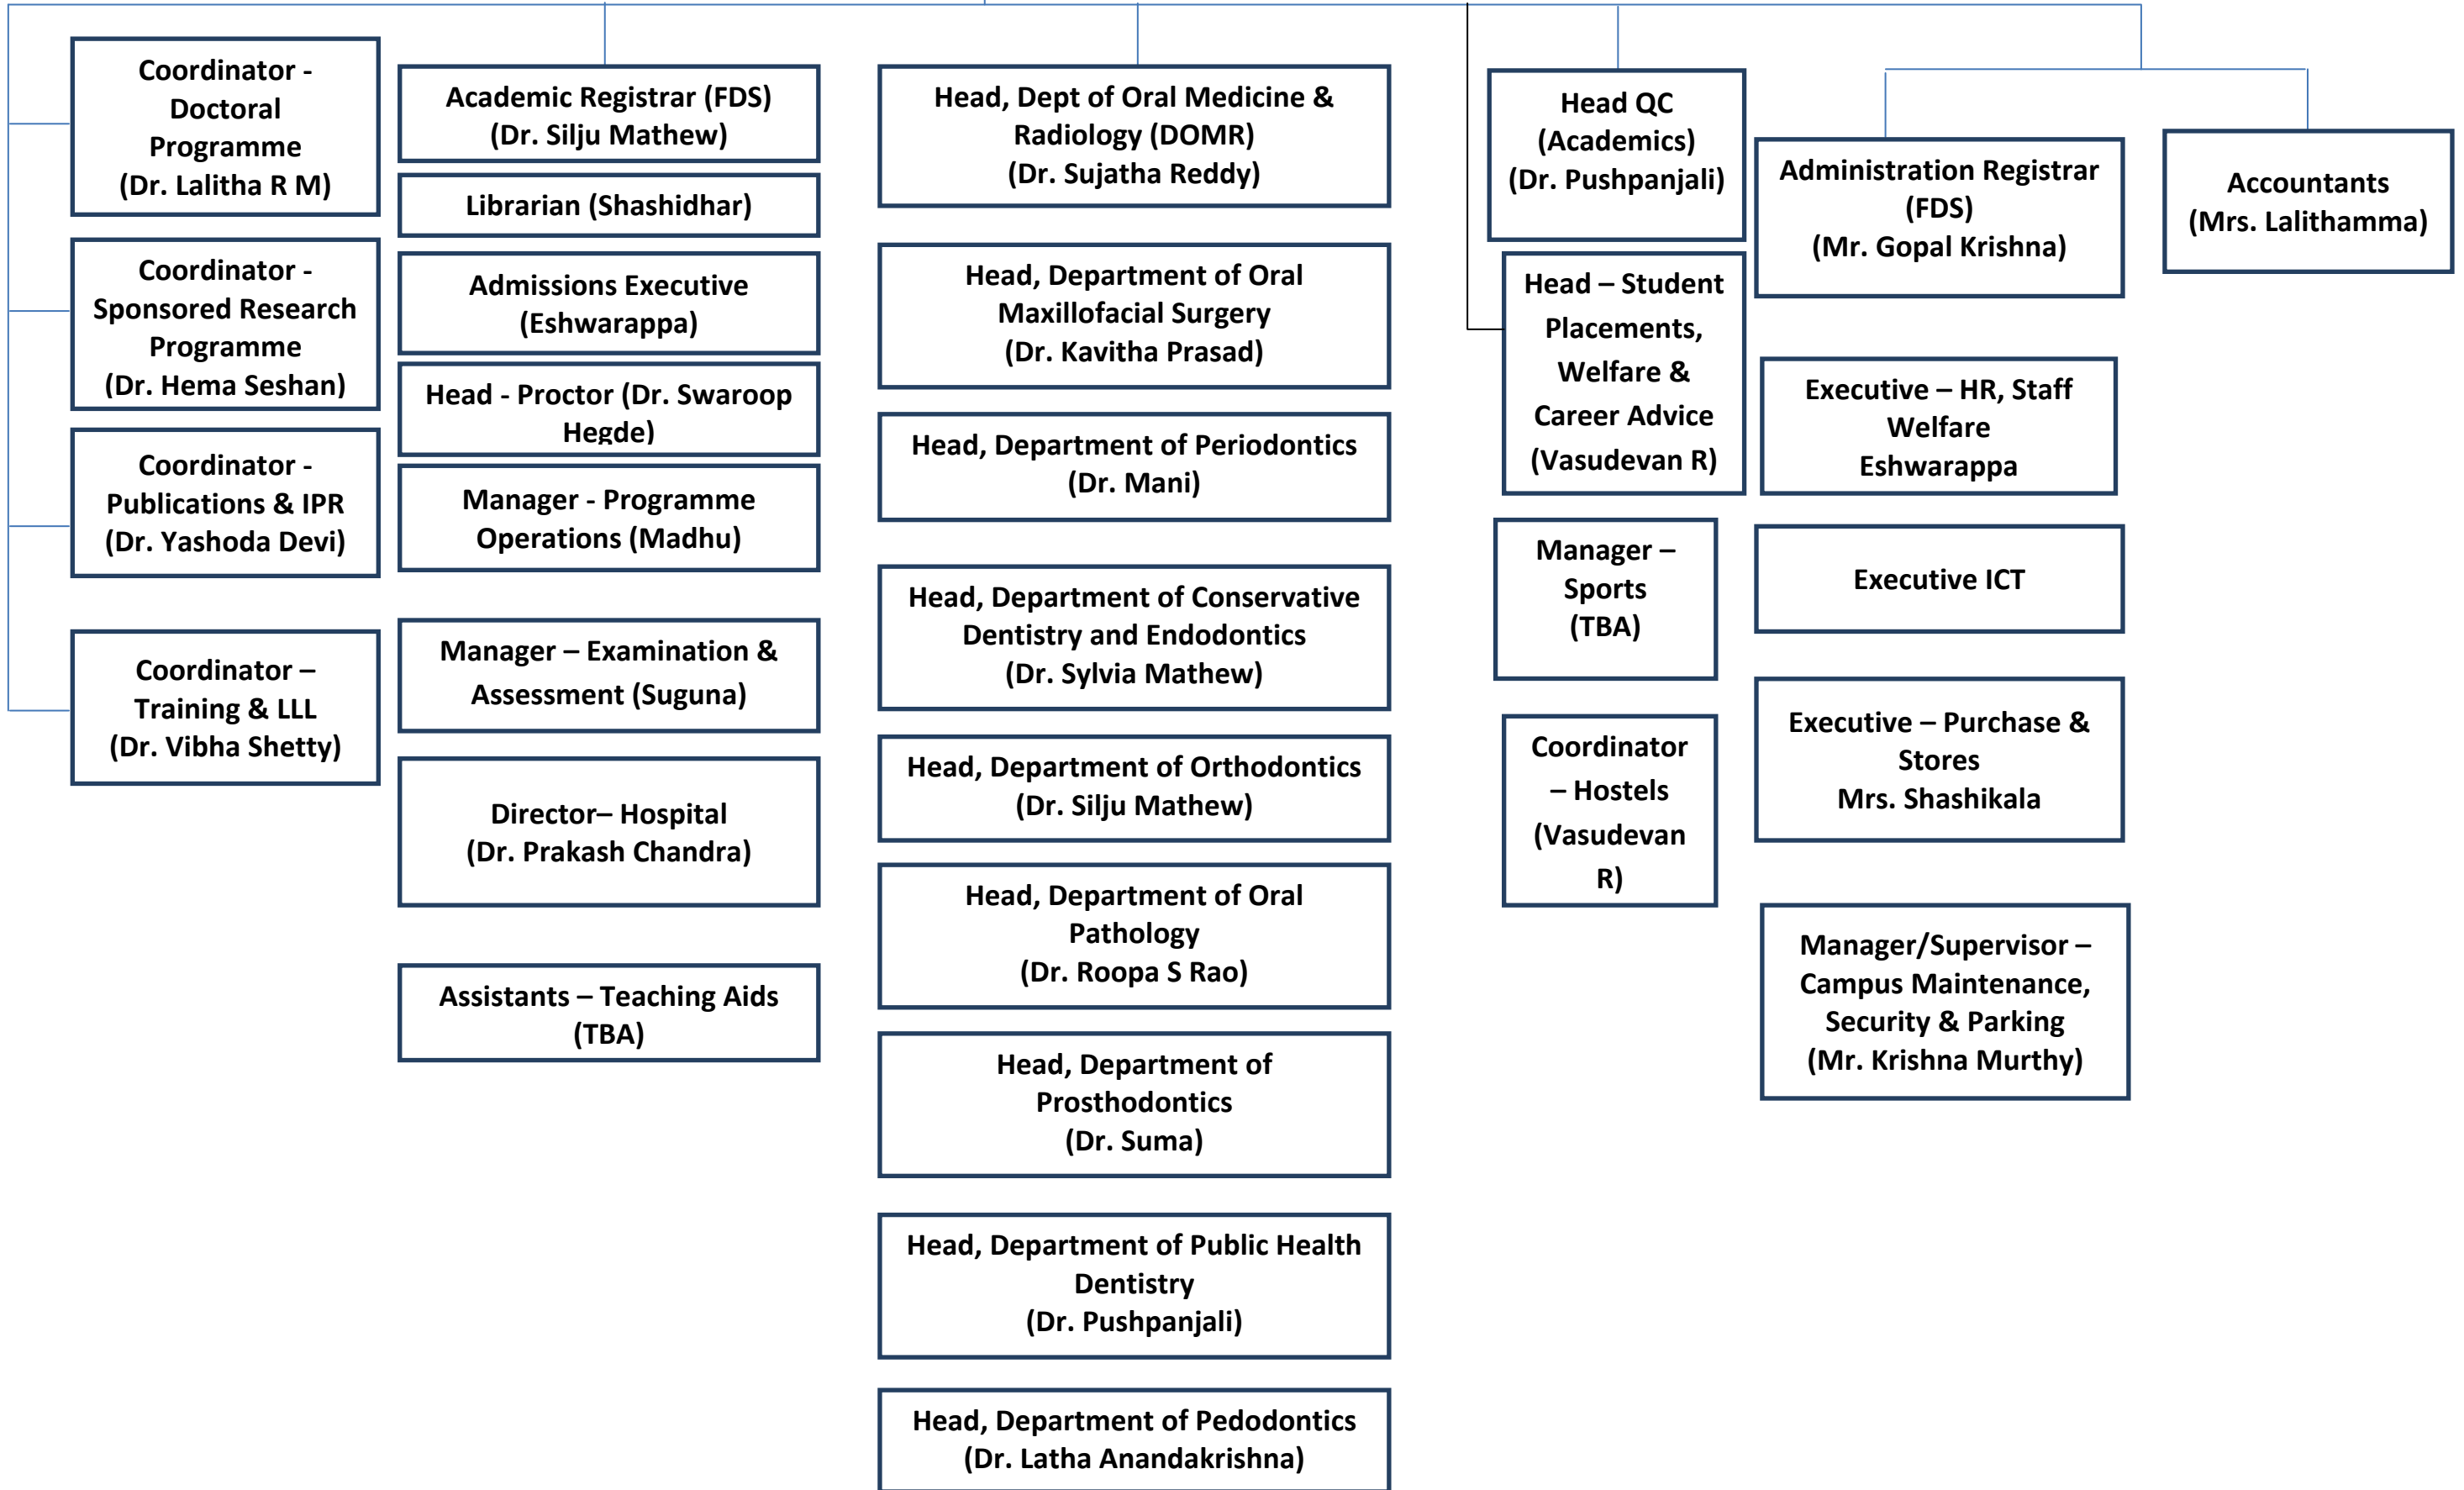 Coordinator -
Doctoral
Programme
(Dr. Lalitha R M)
Coordinator -
Sponsored Research
Programme
(Dr. Hema Seshan)
Coordinator -
Publications & IPR
(Dr. Yashoda Devi)
Coordinator –
Training & LLL
(Dr. Vibha Shetty)
Academic Registrar (FDS)
(Dr. Silju Mathew)
Librarian (Shashidhar)
Admissions Executive
(Eshwarappa)
Head - Proctor (Dr. Swaroop
Hegde)
Manager - Programme
Operations (Madhu)
Manager – Examination &
Assessment (Suguna)
Director– Hospital
(Dr. Prakash Chandra)
Assistants – Teaching Aids
(TBA)
Head, Dept of Oral Medicine &
Radiology (DOMR)
(Dr. Sujatha Reddy)
Head, Department of Oral
Maxillofacial Surgery
(Dr. Kavitha Prasad)
Head, Department of Periodontics
(Dr. Mani)
Head, Department of Conservative
Dentistry and Endodontics
(Dr. Sylvia Mathew)
Head, Department of Orthodontics
(Dr. Silju Mathew)
Head, Department of Oral
Pathology
(Dr. Roopa S Rao)
Head, Department of
Prosthodontics
(Dr. Suma)
Head, Department of Public Health
Dentistry
(Dr. Pushpanjali)
Head, Department of Pedodontics
(Dr. Latha Anandakrishna)
Head QC
(Academics)
(Dr. Pushpanjali)
Head – Student
Placements,
Welfare &
Career Advice
(Vasudevan R)
Manager –
Sports
(TBA)
Coordinator
– Hostels
(Vasudevan
R)
Administration Registrar
(FDS)
(Mr. Gopal Krishna)
Executive – HR, Staff
Welfare
Eshwarappa
Executive ICT
Executive – Purchase &
Stores
Mrs. Shashikala
Manager/Supervisor –
Campus Maintenance,
Security & Parking
(Mr. Krishna Murthy)
Accountants
(Mrs. Lalithamma)